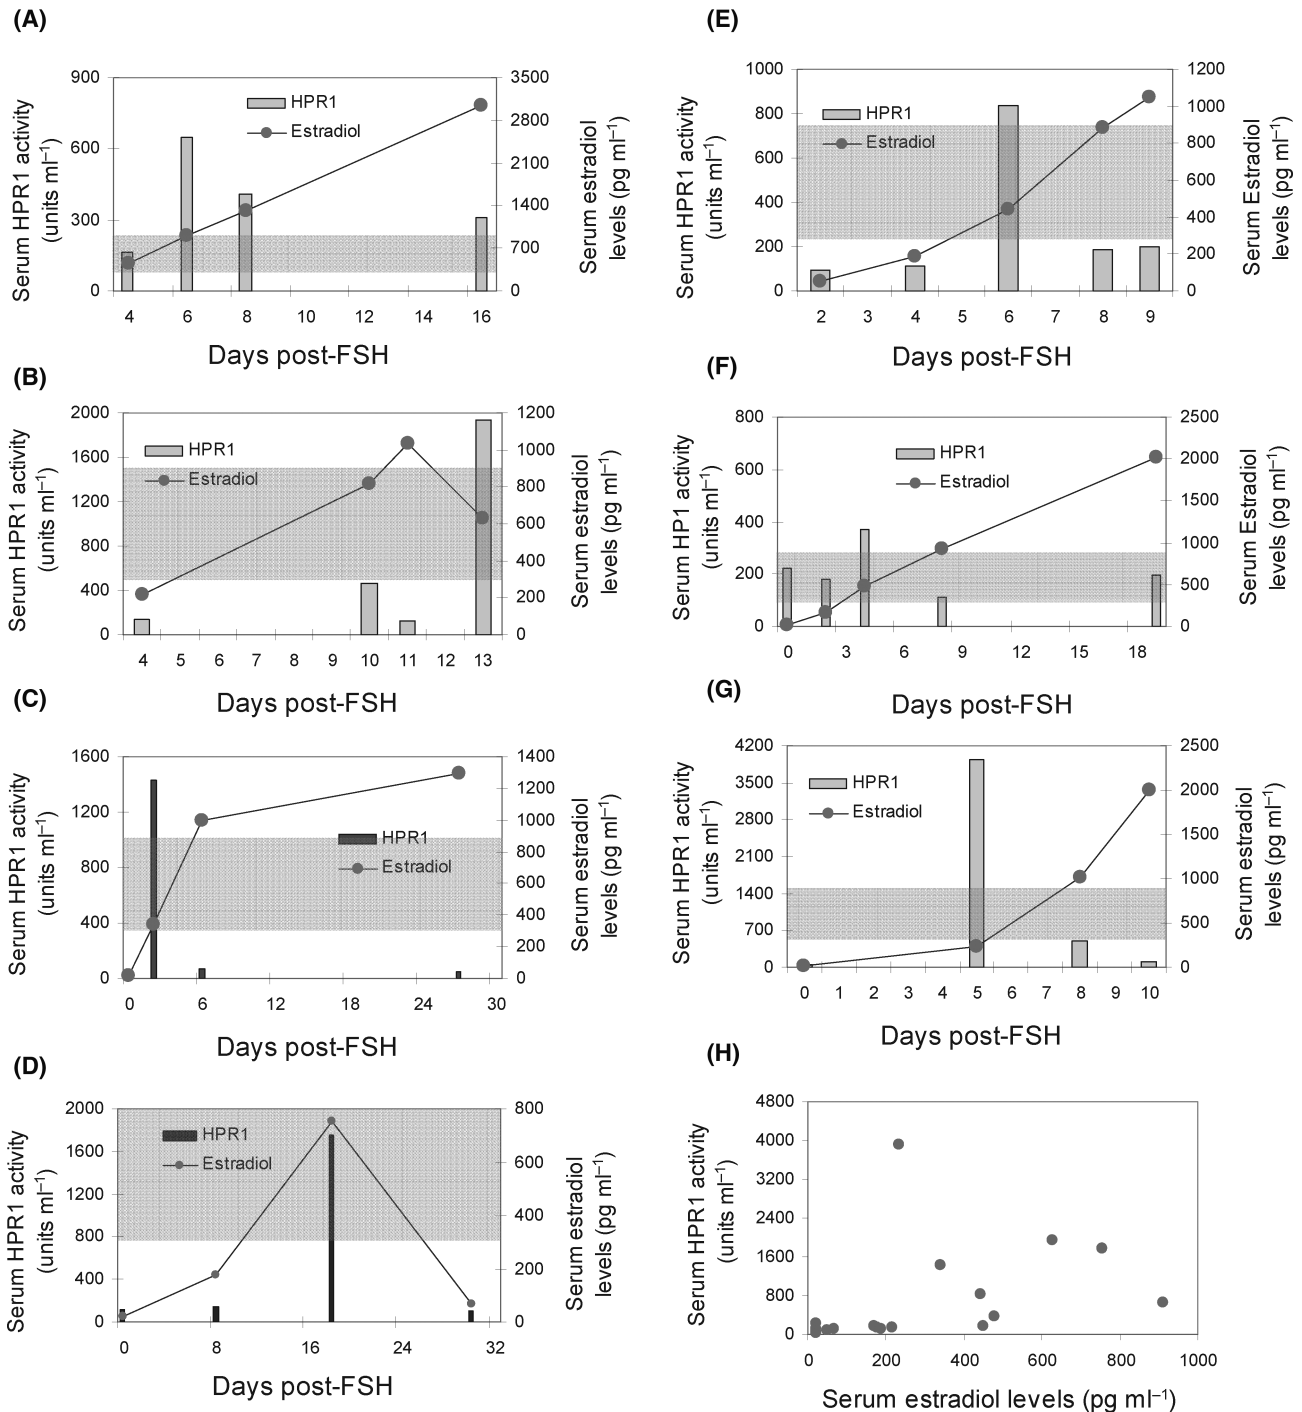 (A)
900
600
300
0
3500
2800
2100
1400
700
0
HPR1
Estradiol
Serum HPR1 activity
(units ml⁻¹)
Serum estradiol
levels (pg ml⁻¹)
4 6 8 10 12 14 16
Days post-FSH
(B)
2000
1600
1200
800
400
0
1200
1000
800
600
400
200
0
HPR1
Estradiol
Serum HPR1 activity
(units ml⁻¹)
Serum estradiol
levels (pg ml⁻¹)
4 5 6 7 8 9 10 11 12 13
Days post-FSH
(C)
1600
1200
800
400
0
1400
1200
1000
800
600
400
200
0
HPR1
Estradiol
Serum HPR1 activity
(units ml⁻¹)
Serum estradiol
levels (pg ml⁻¹)
0 6 12 18 24 30
Days post-FSH
(D)
2000
1600
1200
800
400
0
800
600
400
200
0
HPR1
Estradiol
Serum HPR1 activity
(units ml⁻¹)
Serum estradiol
levels (pg ml⁻¹)
0 8 16 24 32
Days post-FSH
(E)
1000
800
600
400
200
0
1200
1000
800
600
400
200
0
HPR1
Estradiol
Serum HPR1 activity
(units ml⁻¹)
Serum Estradiol
levels (pg ml⁻¹)
2 3 4 5 6 7 8 9
Days post-FSH
(F)
800
600
400
200
0
2500
2000
1500
1000
500
0
HPR1
Estradiol
Serum HP1 activity
(units ml⁻¹)
Serum Estradiol
levels (pg ml⁻¹)
0 3 6 9 12 15 18
Days post-FSH
(G)
4200
3500
2800
2100
1400
700
0
2500
2000
1500
1000
500
0
HPR1
Estradiol
Serum HPR1 activity
(units ml⁻¹)
Serum estradiol
levels (pg ml⁻¹)
0 1 2 3 4 5 6 7 8 9 10
Days post-FSH
(H)
4800
4000
3200
2400
1600
800
0
Serum HPR1 activity
(units ml⁻¹)
0 200 400 600 800 1000
Serum estradiol levels (pg ml⁻¹)